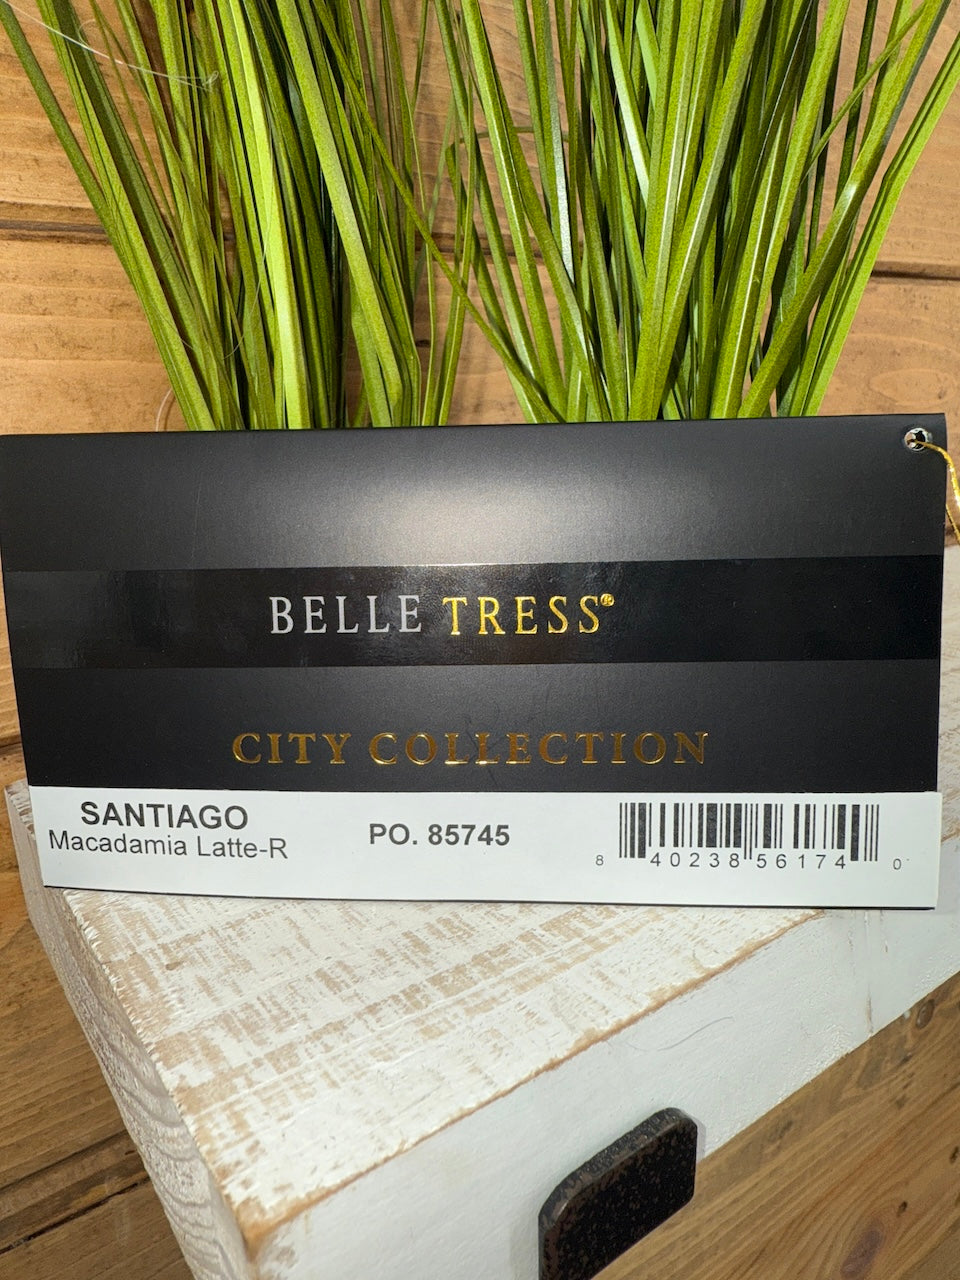 BELLE TRESS®
CITY COLLECTION
SANTIAGO
Macadamia Latte-R
PO. 85745
8 40238 56174 0